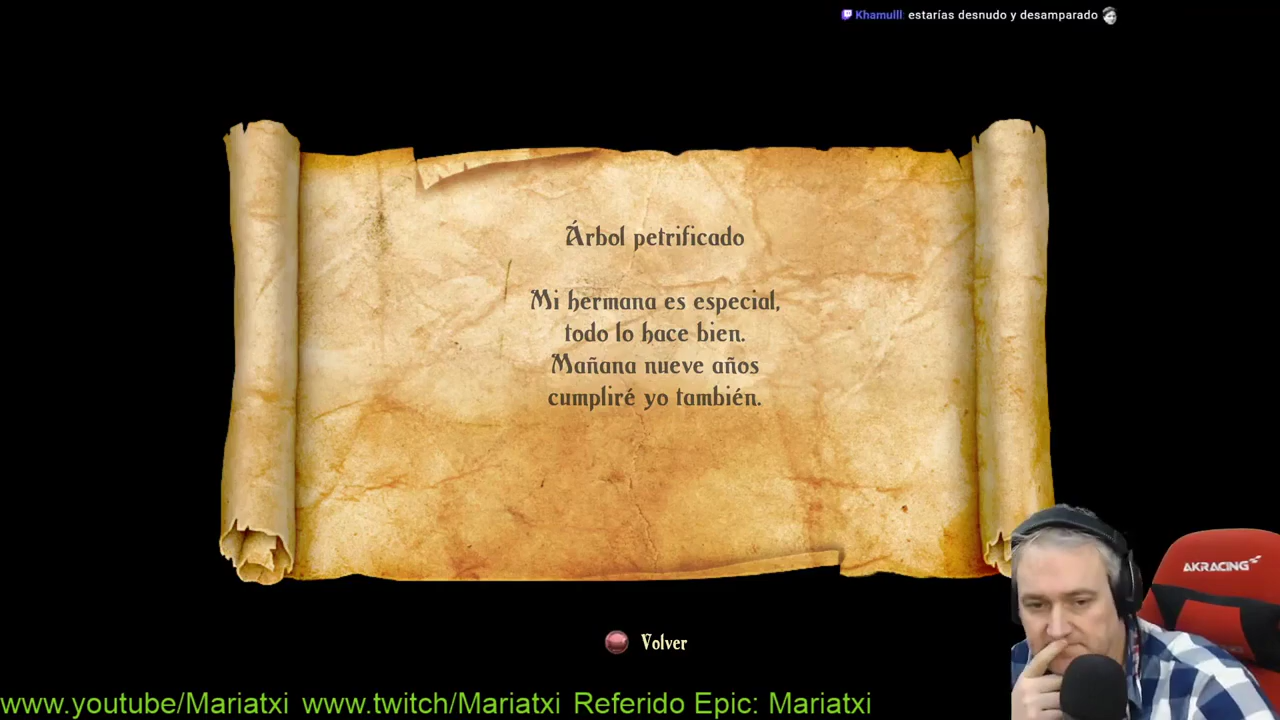 Khamulll: estarías desnudo y desamparado
Árbol petrificado
Mi hermana es especial,
todo lo hace bien.
Mañana nueve años
cumpliré yo también.
AKRACING
Volver
www.youtube/Mariatxi www.twitch/Mariatxi Referido Epic: Mariatxi